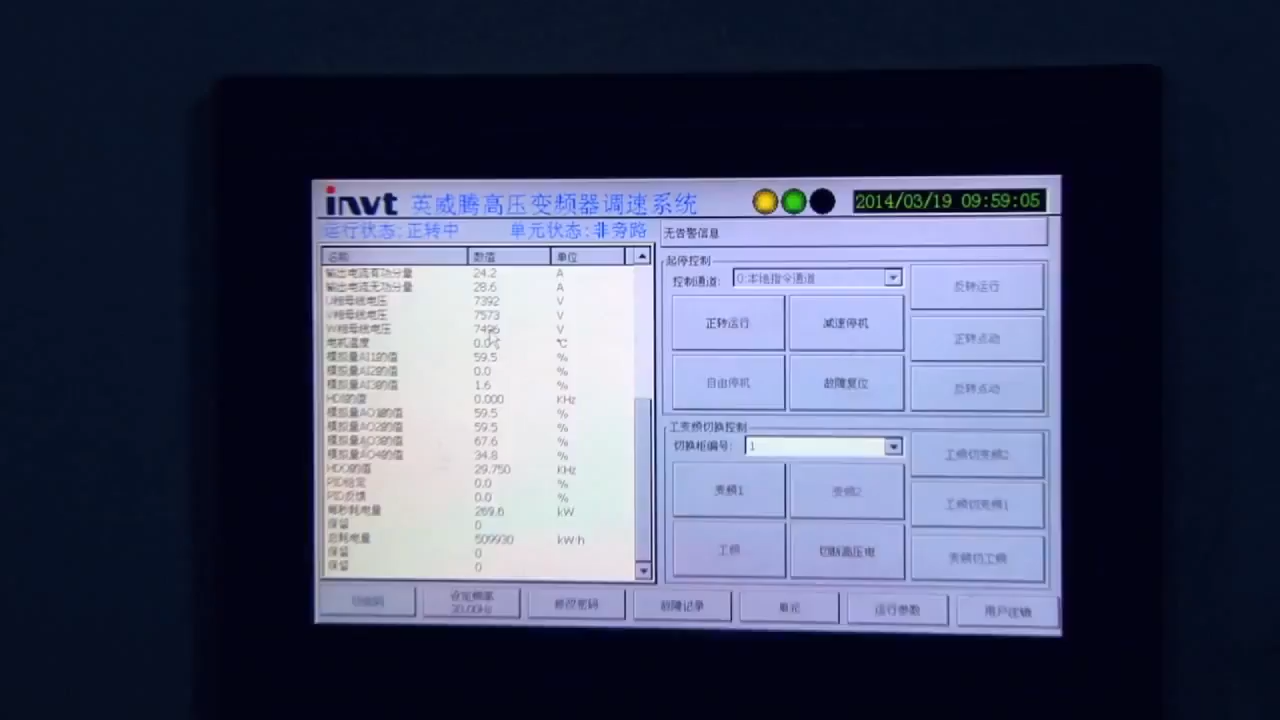 invt 英威腾高压变频器调速系统 2014/03/19 09:59:05
运行状态:正转中 单元状态:非旁路 无告警信息
名称 数值 单位
输出电流有功分量 24.2 A
输出电流无功分量 28.6 A
U相母线电压 7392 V
V相母线电压 7573 V
W相母线电压 7496 V
电机温度 0.0 ℃
模拟量AI1的值 59.5 %
模拟量AI2的值 0.0 %
模拟量AI3的值 1.6 %
HDI的值 0.000 KHz
模拟量AO1的值 59.5 %
模拟量AO2的值 59.5 %
模拟量AO3的值 67.6 %
模拟量AO4的值 34.8 %
HDO的值 29.750 KHz
PID给定 0.0 %
PID反馈 0.0 %
每秒耗电量 269.6 kW
保留 0
总耗电量 509930 kW·h
保留 0
保留 0
起停控制
控制通道: 0:本地指令通道
正转运行 减速停机 反转运行
正转点动
自由停机 故障复位 反转点动
工变频切换控制
切换柜编号: 1
变频1 变频2 工频切变频2
工频切变频1
工频 切断高压电 变频切工频
功能码 设定频率 修改密码 故障记录 单元 运行参数 用户注销